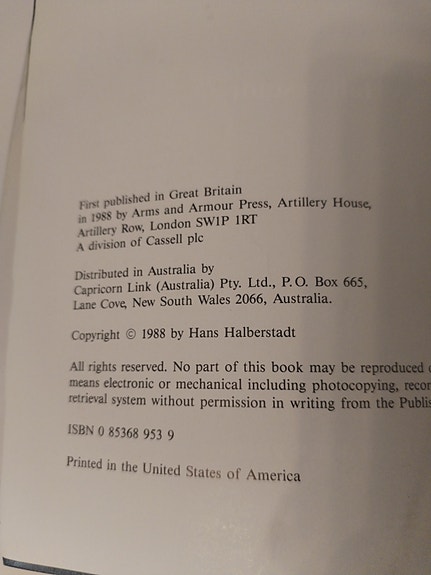 First published in Great Britain
in 1988 by Arms and Armour Press, Artillery House,
Artillery Row, London SW1P 1RT
A division of Cassell plc
Distributed in Australia by
Capricorn Link (Australia) Pty. Ltd., P.O. Box 665,
Lane Cove, New South Wales 2066, Australia.
Copyright © 1988 by Hans Halberstadt
All rights reserved. No part of this book may be reproduced
means electronic or mechanical including photocopying,
retrieval system without permission in writing from the
ISBN 0 85368 953 9
Printed in the United States of America